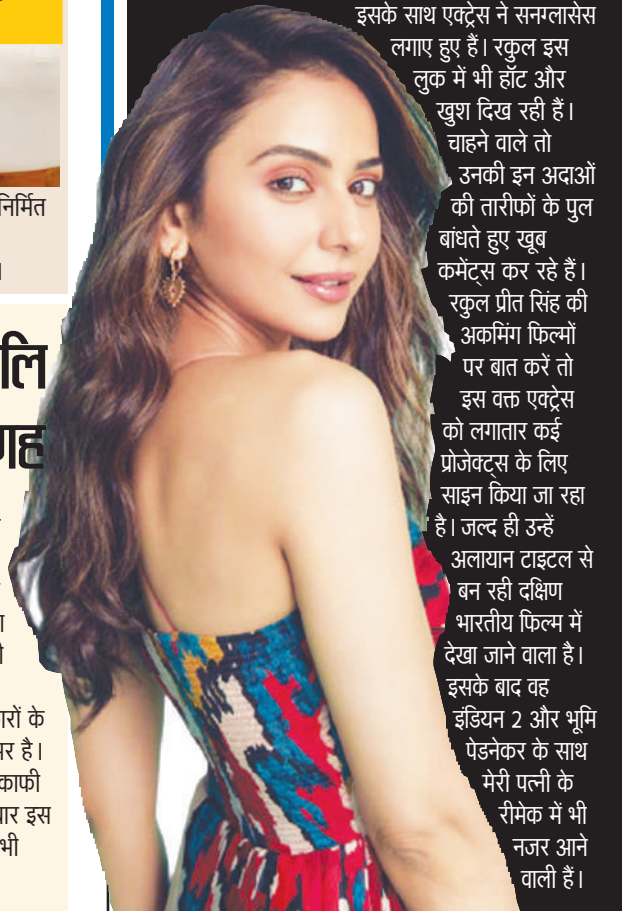 इसके साथ एक्ट्रेस ने सनग्लासेस
लगाए हुए हैं। रकुल इस
लुक में भी हॉट और
खुश दिख रही हैं।
चाहने वाले तो
उनकी इन अदाओं
की तारीफों के पुल
बांधते हुए खूब
कमेंट्स कर रहे हैं।
रकुल प्रीत सिंह की
अकमिंग फिल्मों
पर बात करें तो
इस वक्त एक्ट्रेस
को लगातार कई
प्रोजेक्ट्स के लिए
साइन किया जा रहा
है। जल्द ही उन्हें
अलायान टाइटल से
बन रही दक्षिण
भारतीय फिल्म में
देखा जाने वाला है।
इसके बाद वह
इंडियन 2 और भूमि
पेडनेकर के साथ
मेरी पत्नी के
रीमेक में भी
नजर आने
वाली हैं।
निर्मित
लि
गह
रों के
र है।
काफी
ार इस
भी